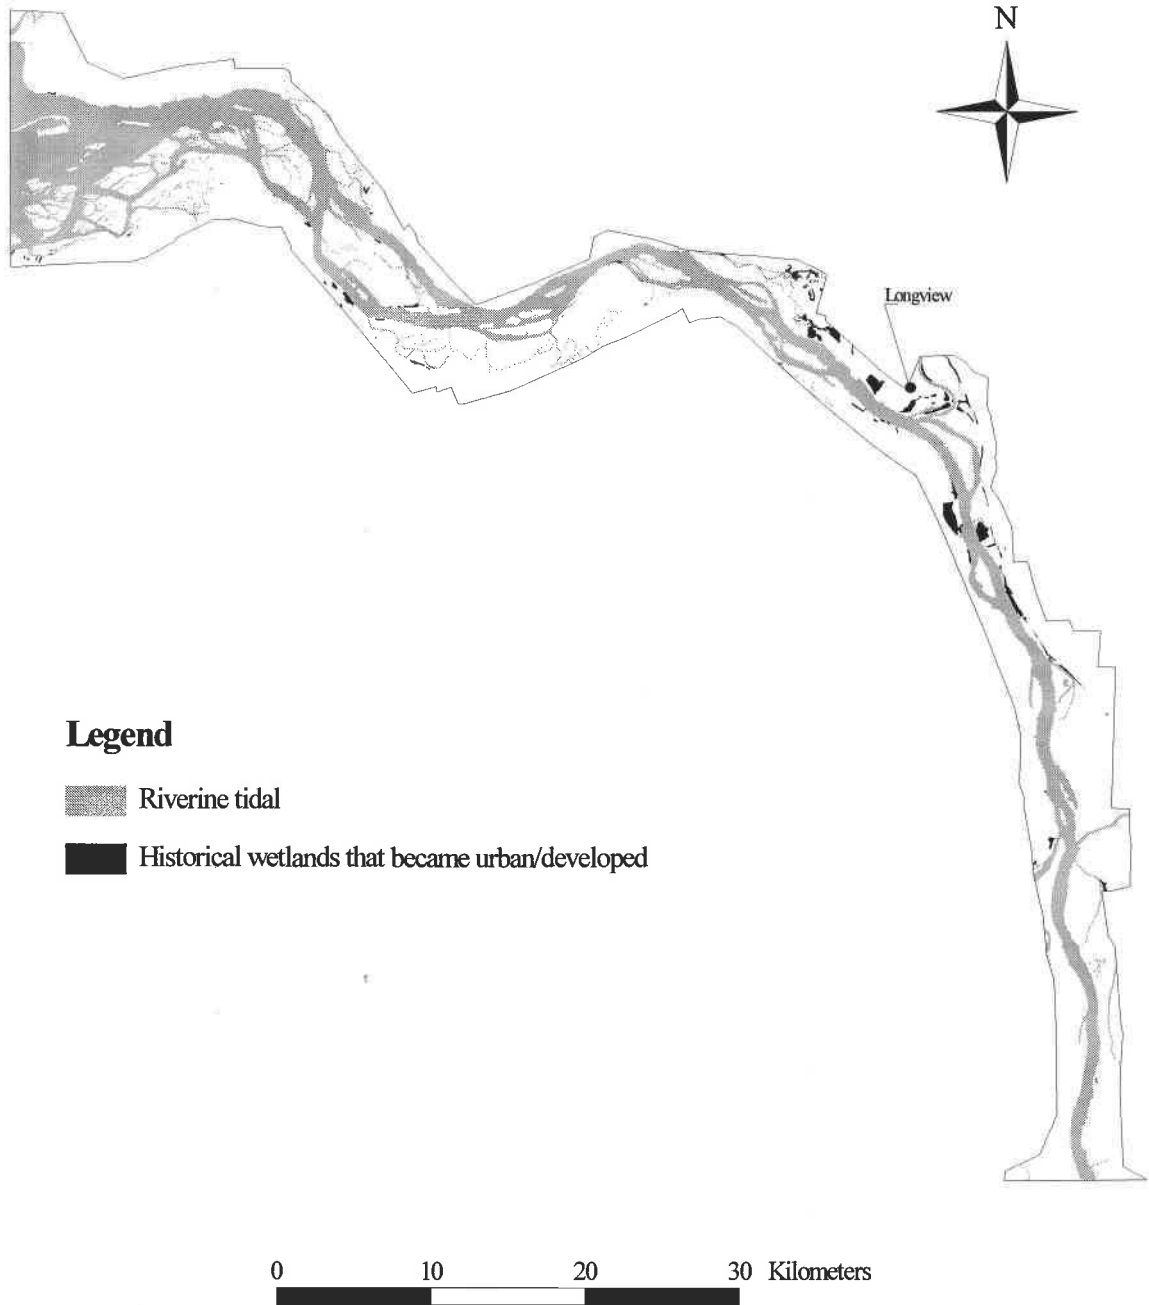 N
Longview
Legend
Riverine tidal
Historical wetlands that became urban/developed
0 10 20 30 Kilometers